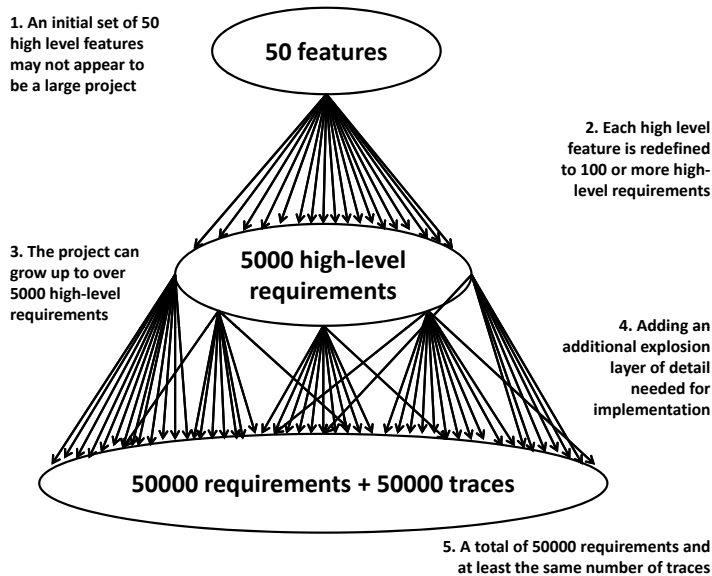 1. An initial set of 50
high level features
may not appear to
be a large project
50 features
2. Each high level
feature is redefined
to 100 or more high-
level requirements
3. The project can
grow up to over
5000 high-level
requirements
5000 high-level
requirements
4. Adding an
additional explosion
layer of detail
needed for
implementation
50000 requirements + 50000 traces
5. A total of 50000 requirements and
at least the same number of traces